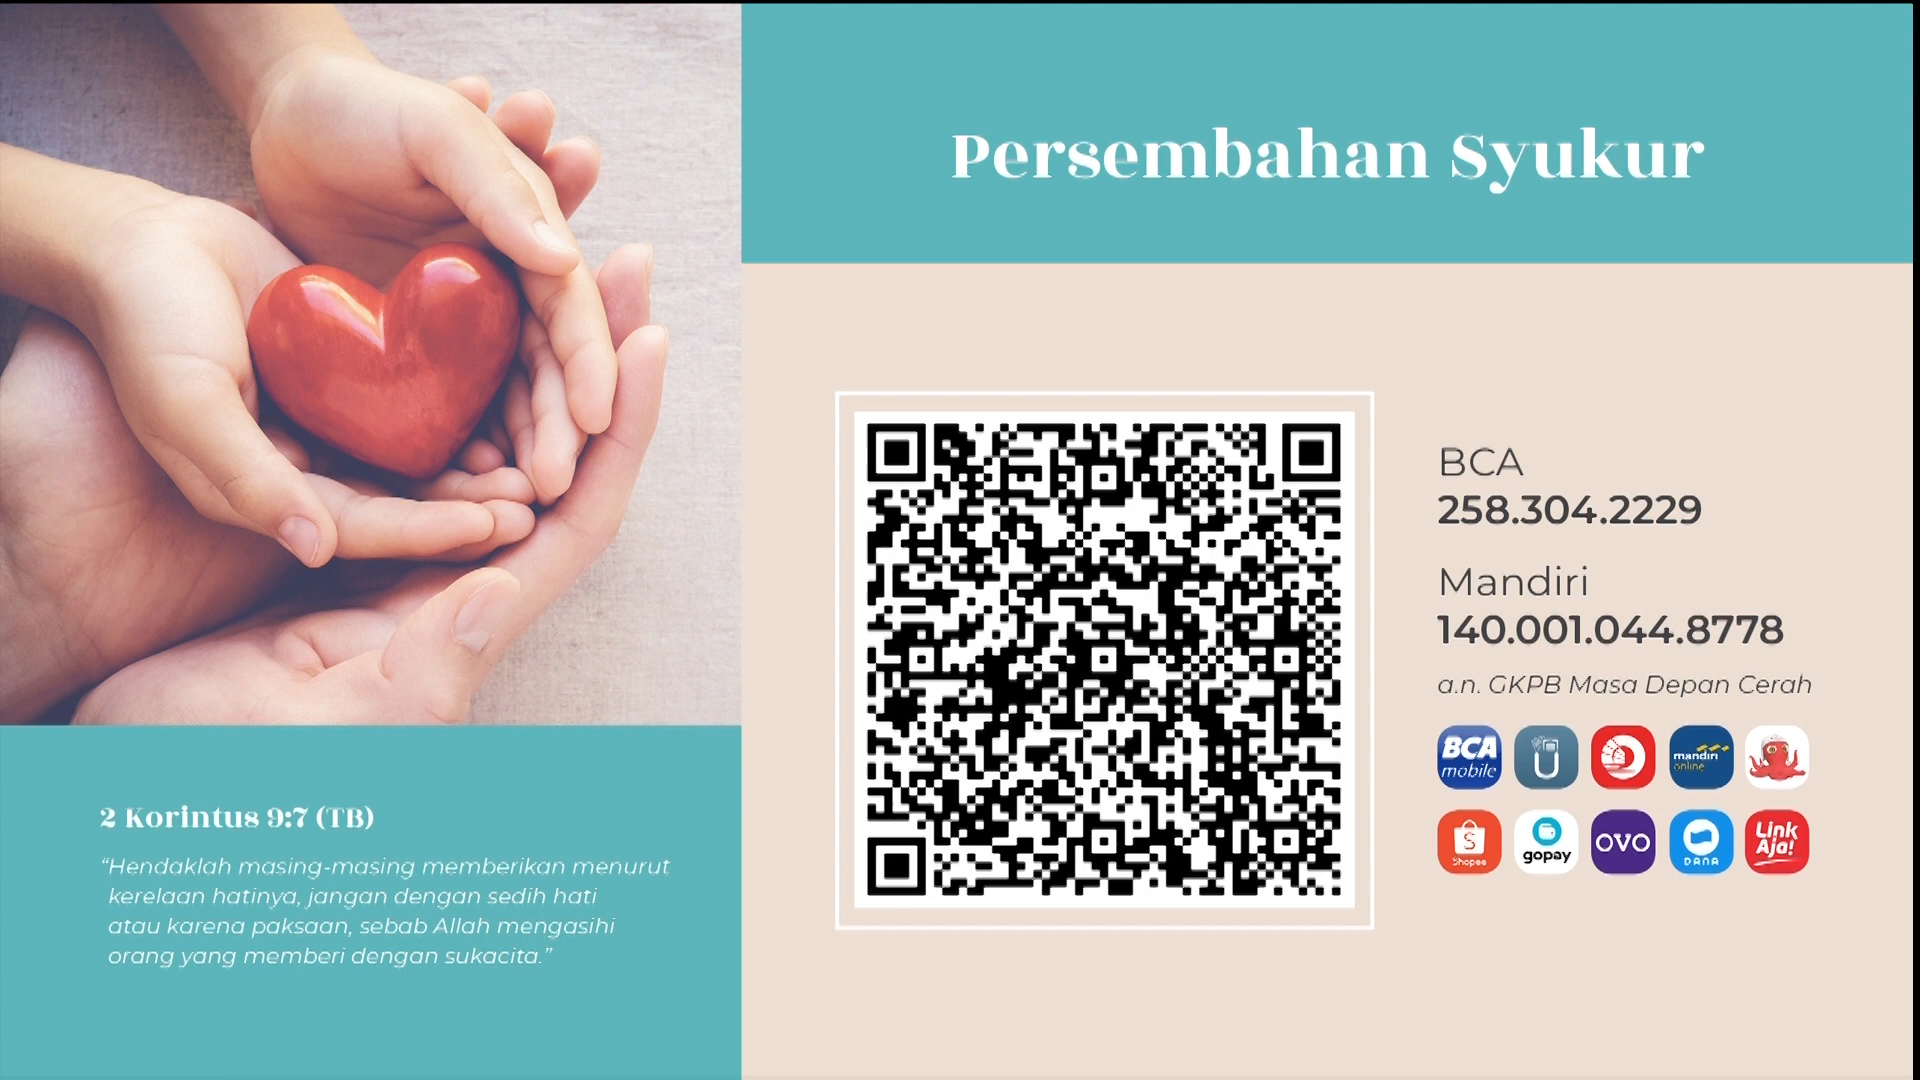 Persembahan Syukur
BCA
258.304.2229
Mandiri
140.001.044.8778
a.n. GKPB Masa Depan Cerah
BCA mobile
mandiri online
Shopee
gopay
OVO
DANA
Link Aja!
2 Korintus 9:7 (TB)
“Hendaklah masing-masing memberikan menurut
kerelaan hatinya, jangan dengan sedih hati
atau karena paksaan, sebab Allah mengasihi
orang yang memberi dengan sukacita.”